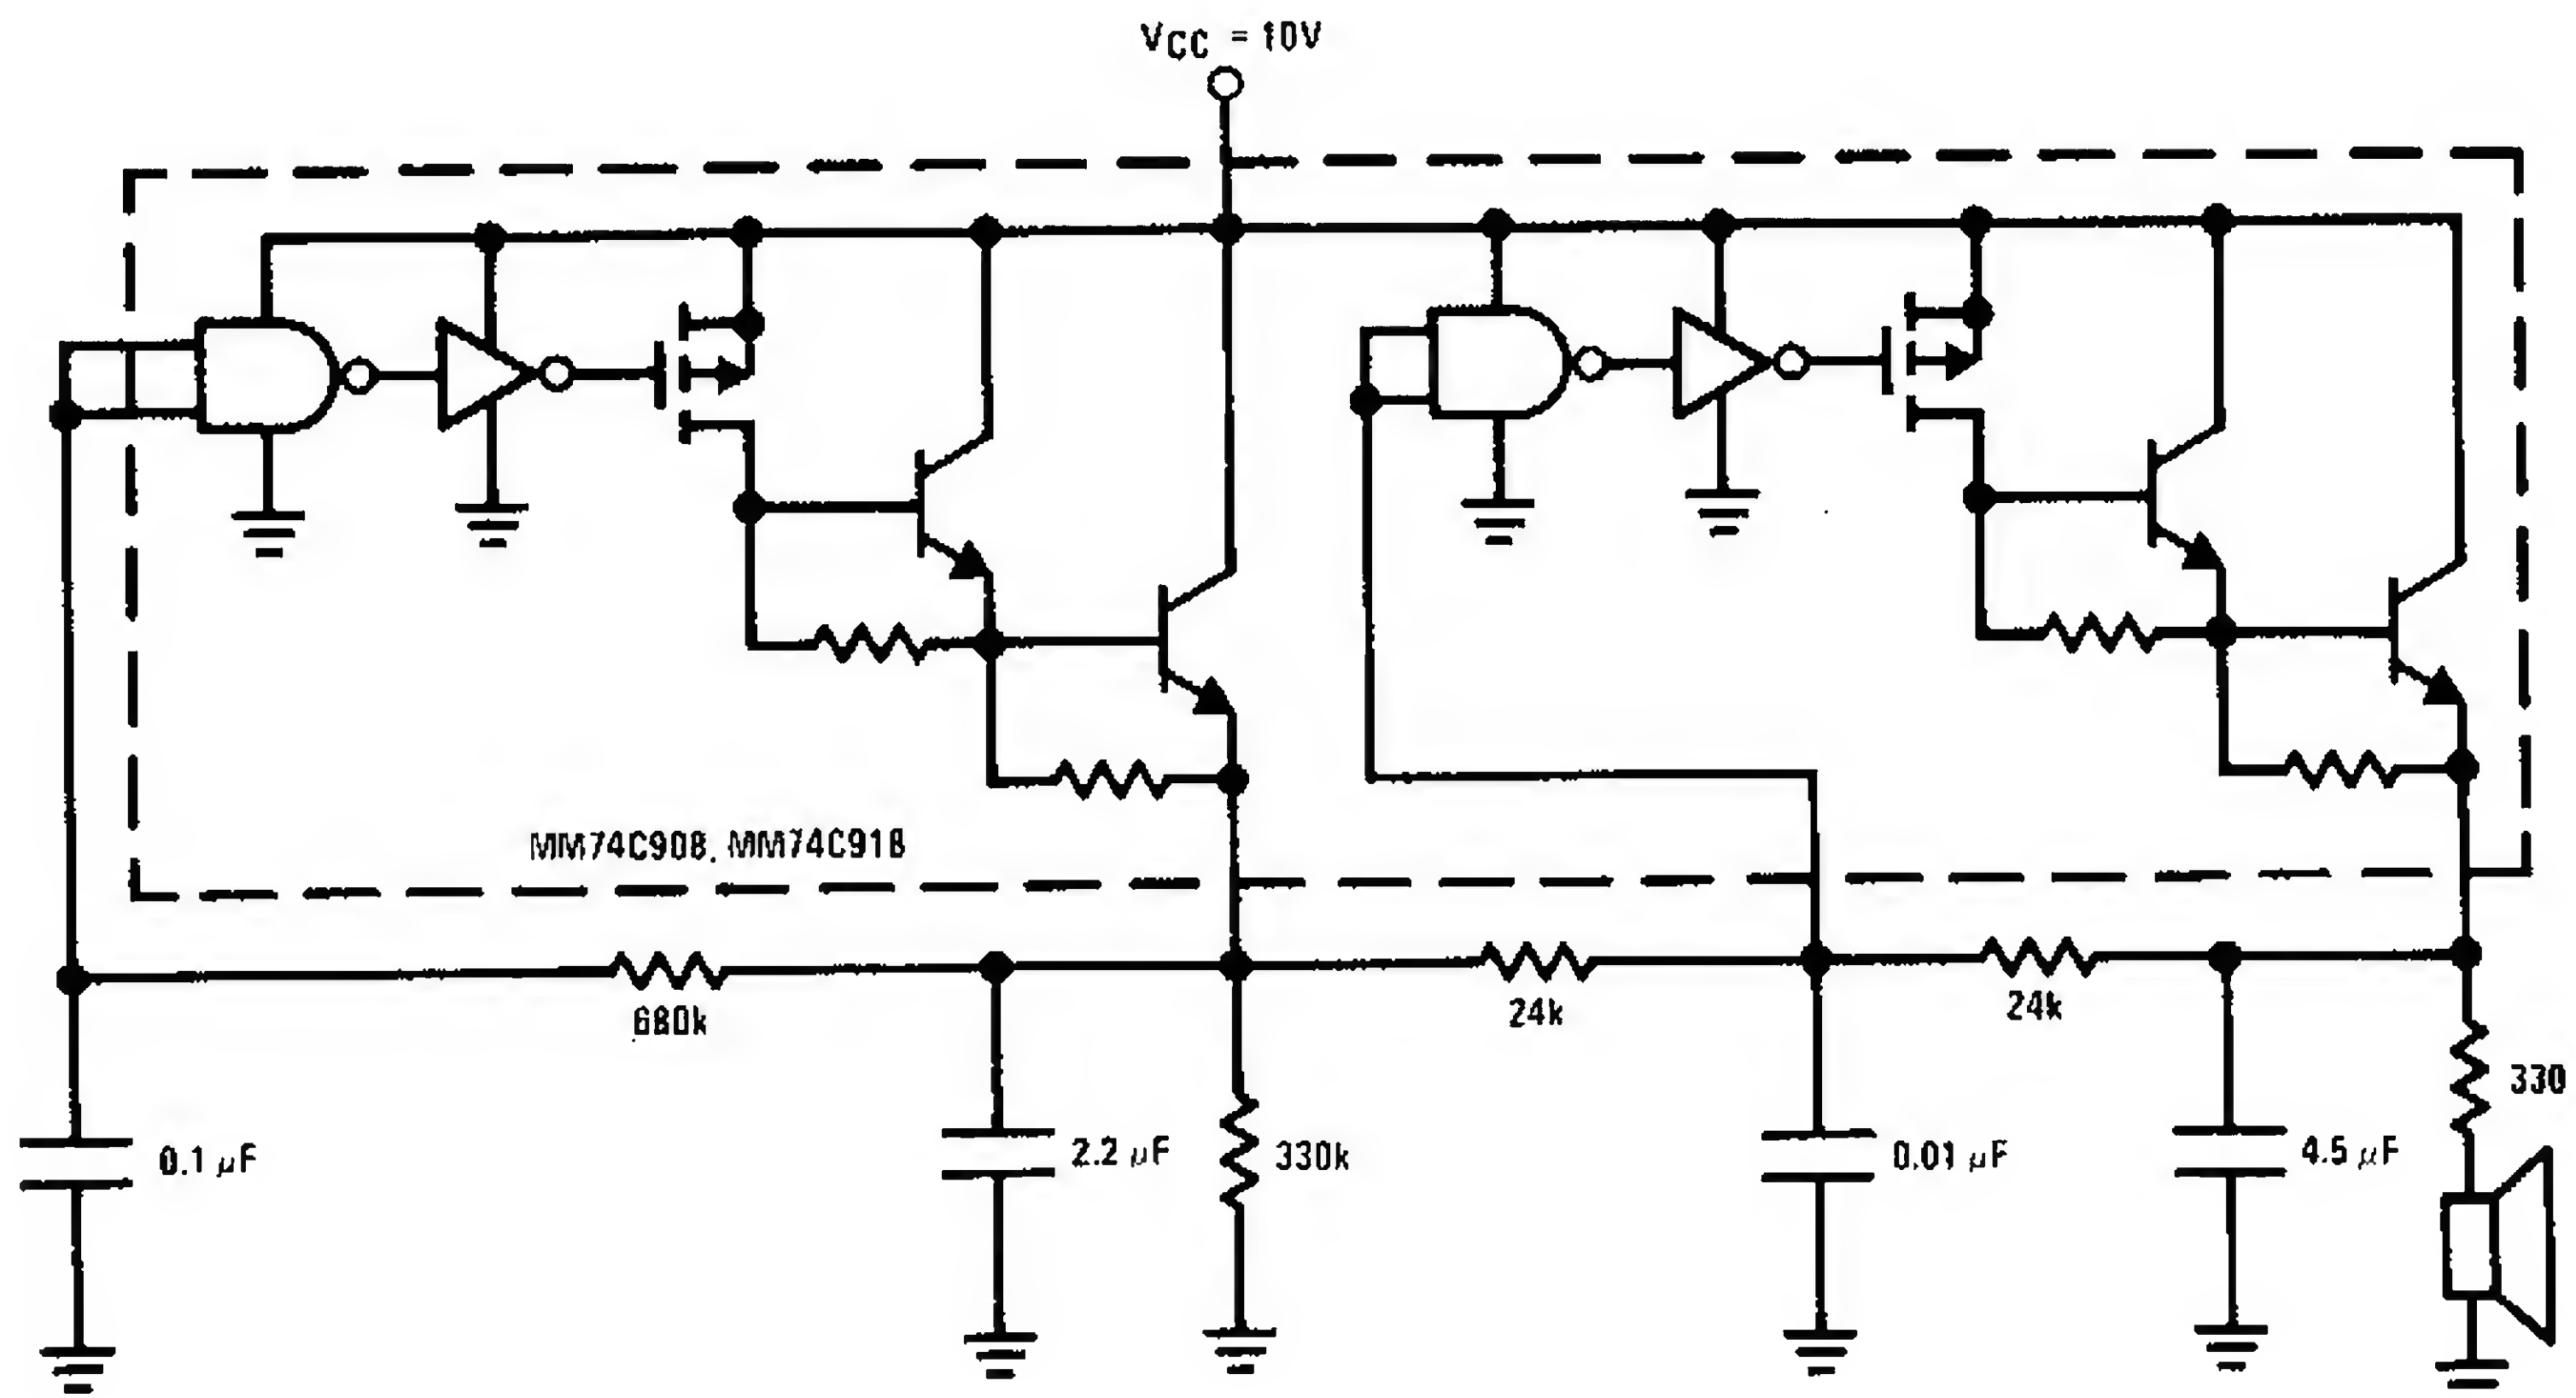 VCC = 10V
MM74C908, MM74C918
680k
24k
24k
330
0.1 μF
2.2 μF
330k
0.01 μF
4.5 μF